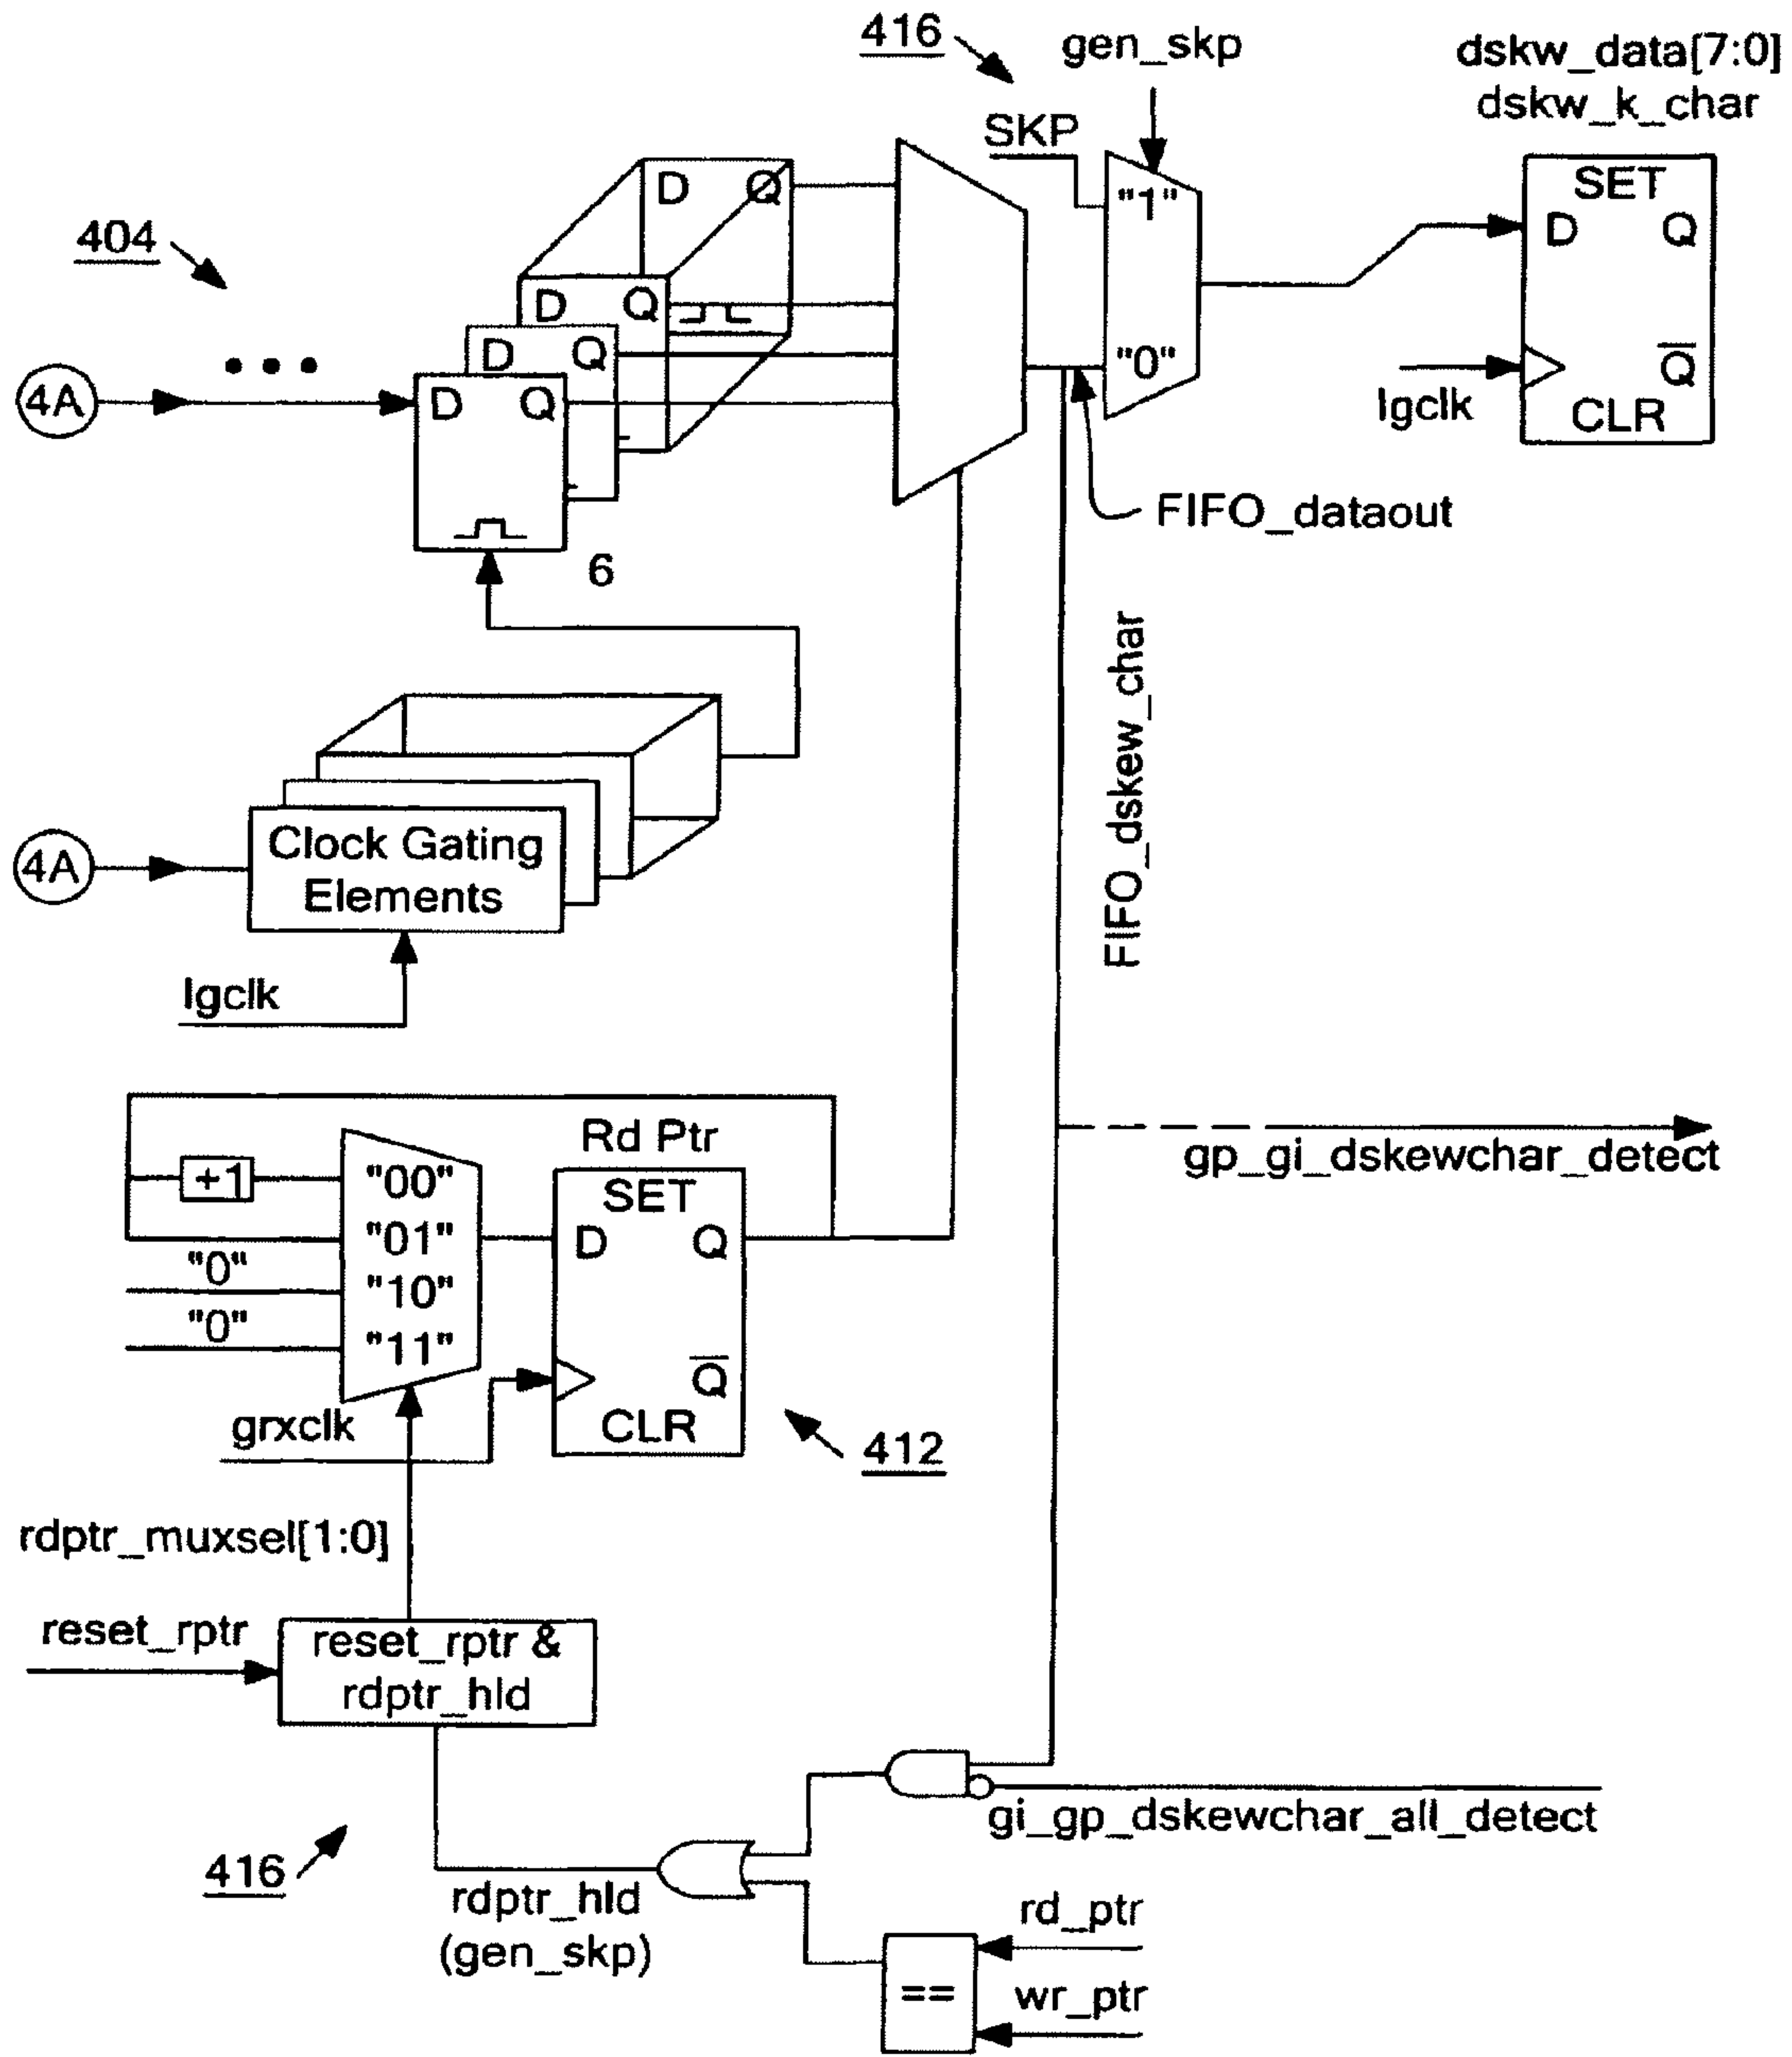 416
gen_skp
dskw_data[7:0]
dskw_k_char
SKP
"1"
SET
D Q
D Q
404
D Q
D Q
"0"
4A
D Q
lgclk
Q
CLR
FIFO_dataout
6
FIFO_dskew_char
Clock Gating
Elements
4A
lgclk
Rd Ptr
gp_gi_dskewchar_detect
+1
"00"
SET
"01"
D Q
"0"
"10"
"0"
"11"
Q
grxclk
CLR
412
rdptr_muxsel[1:0]
reset_rptr
reset_rptr &
rdptr_hld
gi_gp_dskewchar_all_detect
416
rdptr_hld
(gen_skp)
rd_ptr
==
wr_ptr